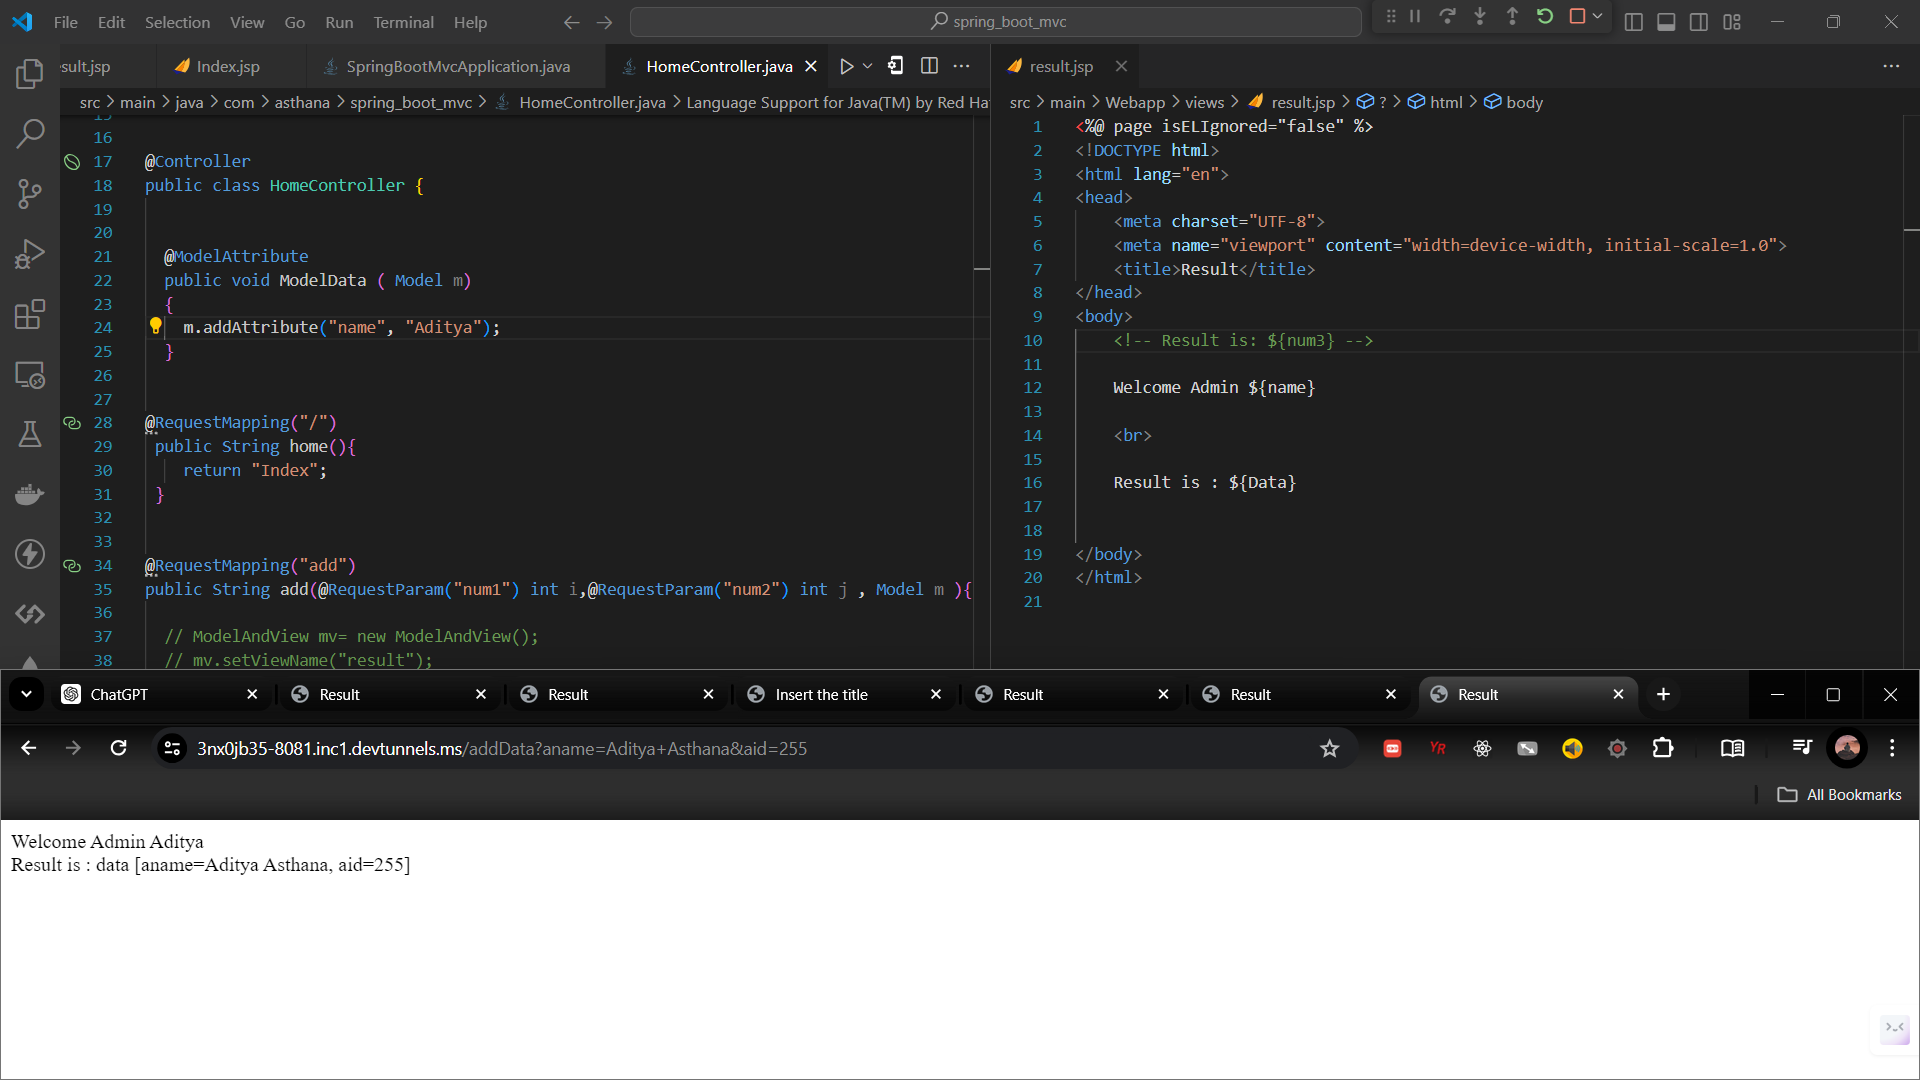 File Edit Selection View Go Run Terminal Help
spring_boot_mvc
sult.jsp
Index.jsp
SpringBootMvcApplication.java
HomeController.java
src > main > java > com > asthana > spring_boot_mvc > HomeController.java > Language Support for Java(TM) by Red Ha
15
16
17 @Controller
18 public class HomeController {
19
20
21 @ModelAttribute
22 public void ModelData ( Model m)
23 {
24 m.addAttribute("name", "Aditya");
25 }
26
27
28 @RequestMapping("/")
29 public String home(){
30 return "Index";
31 }
32
33
34 @RequestMapping("add")
35 public String add(@RequestParam("num1") int i,@RequestParam("num2") int j , Model m ){
36
37 // ModelAndView mv= new ModelAndView();
38 // mv.setViewName("result");
result.jsp
src > main > Webapp > views > result.jsp > ? > html > body
1 <%@ page isELIgnored="false" %>
2 <!DOCTYPE html>
3 <html lang="en">
4 <head>
5 <meta charset="UTF-8">
6 <meta name="viewport" content="width=device-width, initial-scale=1.0">
7 <title>Result</title>
8 </head>
9 <body>
10 <!-- Result is: ${num3} -->
11
12 Welcome Admin ${name}
13
14 <br>
15
16 Result is : ${Data}
17
18
19 </body>
20 </html>
21
ChatGPT
Result
Result
Insert the title
Result
Result
Result
3nx0jb35-8081.inc1.devtunnels.ms/addData?aname=Aditya+Asthana&aid=255
YR
All Bookmarks
Welcome Admin Aditya
Result is : data [aname=Aditya Asthana, aid=255]